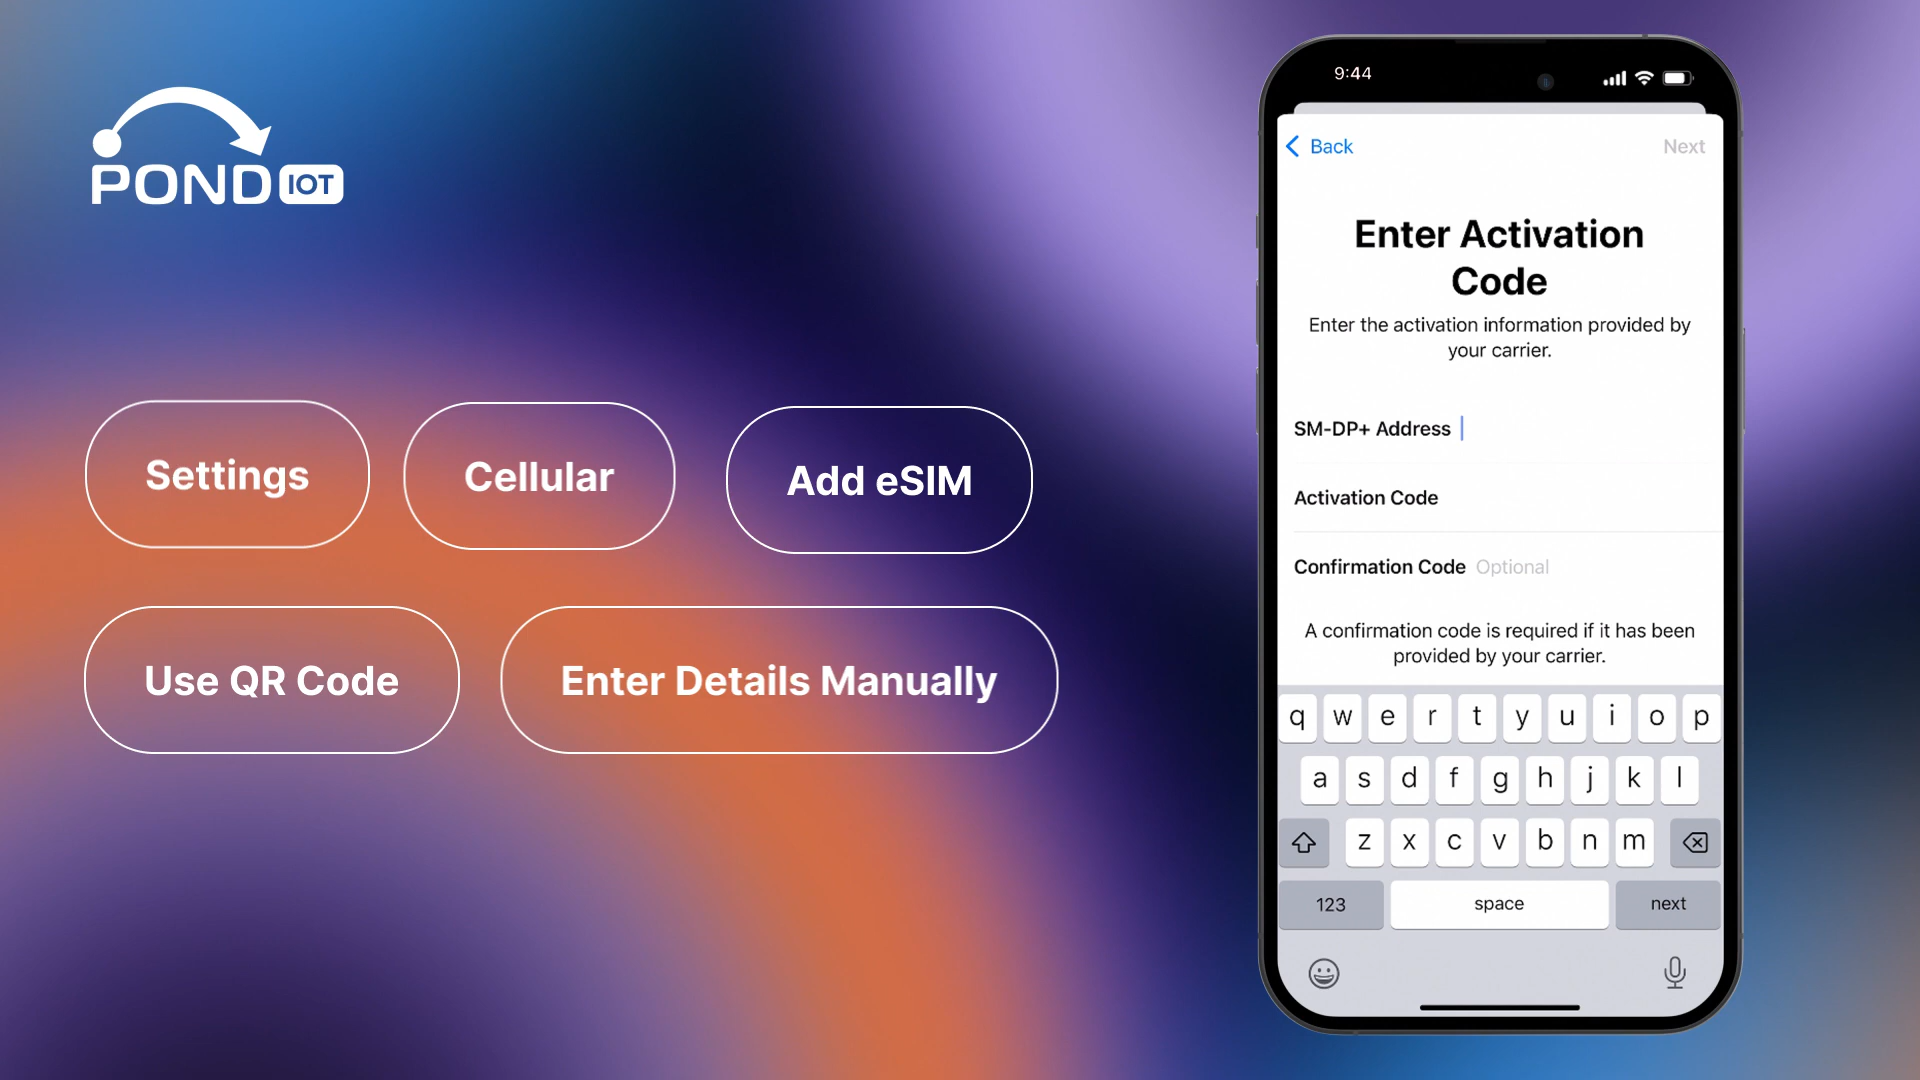 POND IOT
Settings
Cellular
Add eSIM
Use QR Code
Enter Details Manually
9:44
Back
Next
Enter Activation
Code
Enter the activation information provided by
your carrier.
SM-DP+ Address
Activation Code
Confirmation Code Optional
A confirmation code is required if it has been
provided by your carrier.
q w e r t y u i o p
a s d f g h j k l
z x c v b n m
123 space next